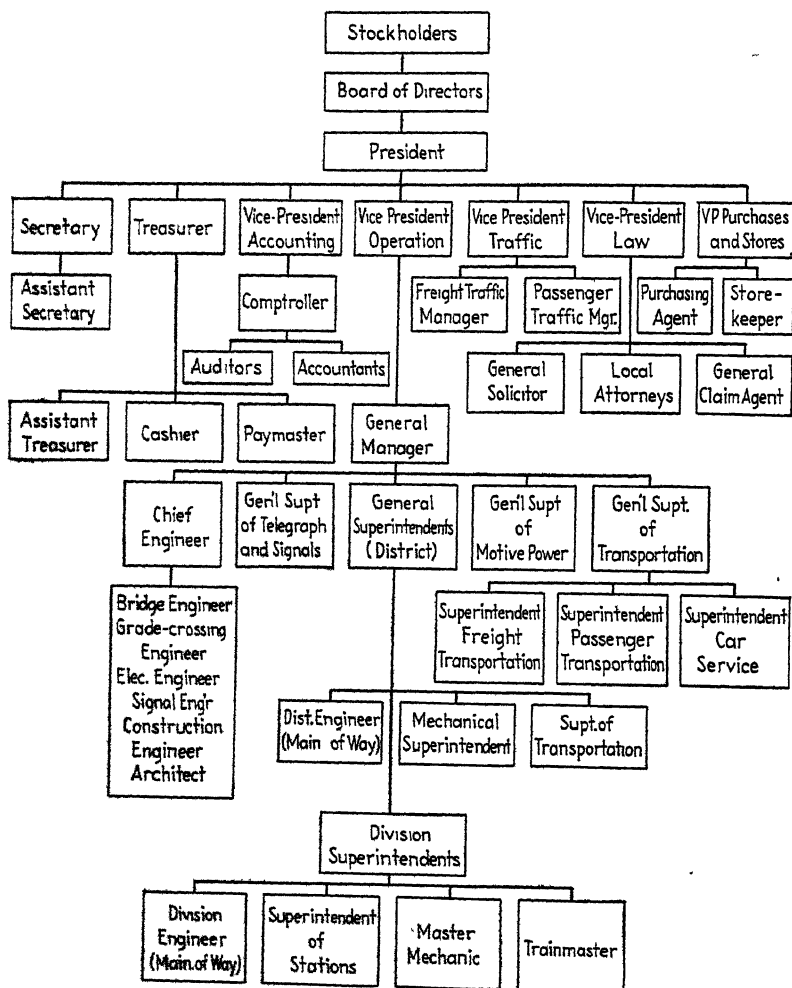 Stockholders
Board of Directors
President
Secretary
Treasurer
Vice-President
Accounting
Vice President
Operation
Vice President
Traffic
Vice-President
Law
VP Purchases
and Stores
Assistant
Secretary
Comptroller
Freight Traffic
Manager
Passenger
Traffic Mgr.
Purchasing
Agent
Store-
keeper
Auditors
Accountants
General
Solicitor
Local
Attorneys
General
Claim Agent
Assistant
Treasurer
Cashier
Paymaster
General
Manager
Chief
Engineer
Gen'l Supt
of Telegraph
and Signals
General
Superintendents
(District)
Gen'l Supt
of
Motive Power
Gen'l Supt.
of
Transportation
Bridge Engineer
Grade-crossing
Engineer
Elec. Engineer
Signal Eng'r
Construction
Engineer
Architect
Superintendent
Freight
Transportation
Superintendent
Passenger
Transportation
Superintendent
Car
Service
Dist. Engineer
(Main of Way)
Mechanical
Superintendent
Supt. of
Transportation
Division
Superintendents
Division
Engineer
(Main. of Way)
Superintendent
of
Stations
Master
Mechanic
Trainmaster